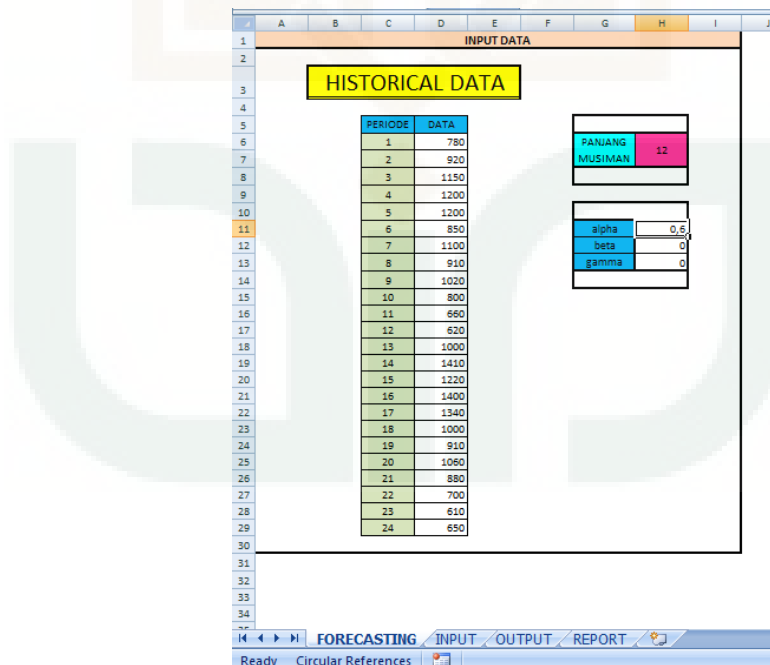 A B C D E F G H I J
1 INPUT DATA
2
3 HISTORICAL DATA
4
5 PERIODE DATA
6 1 780 PANJANG
7 2 920 MUSIMAN 12
8 3 1150
9 4 1200
10 5 1200
11 6 850 alpha 0,6
12 7 1100 beta 0
13 8 910 gamma 0
14 9 1020
15 10 800
16 11 660
17 12 620
18 13 1000
19 14 1410
20 15 1220
21 16 1400
22 17 1340
23 18 1000
24 19 910
25 20 1060
26 21 880
27 22 700
28 23 610
29 24 650
30
31
32
33
34
FORECASTING INPUT OUTPUT REPORT
Ready Circular References